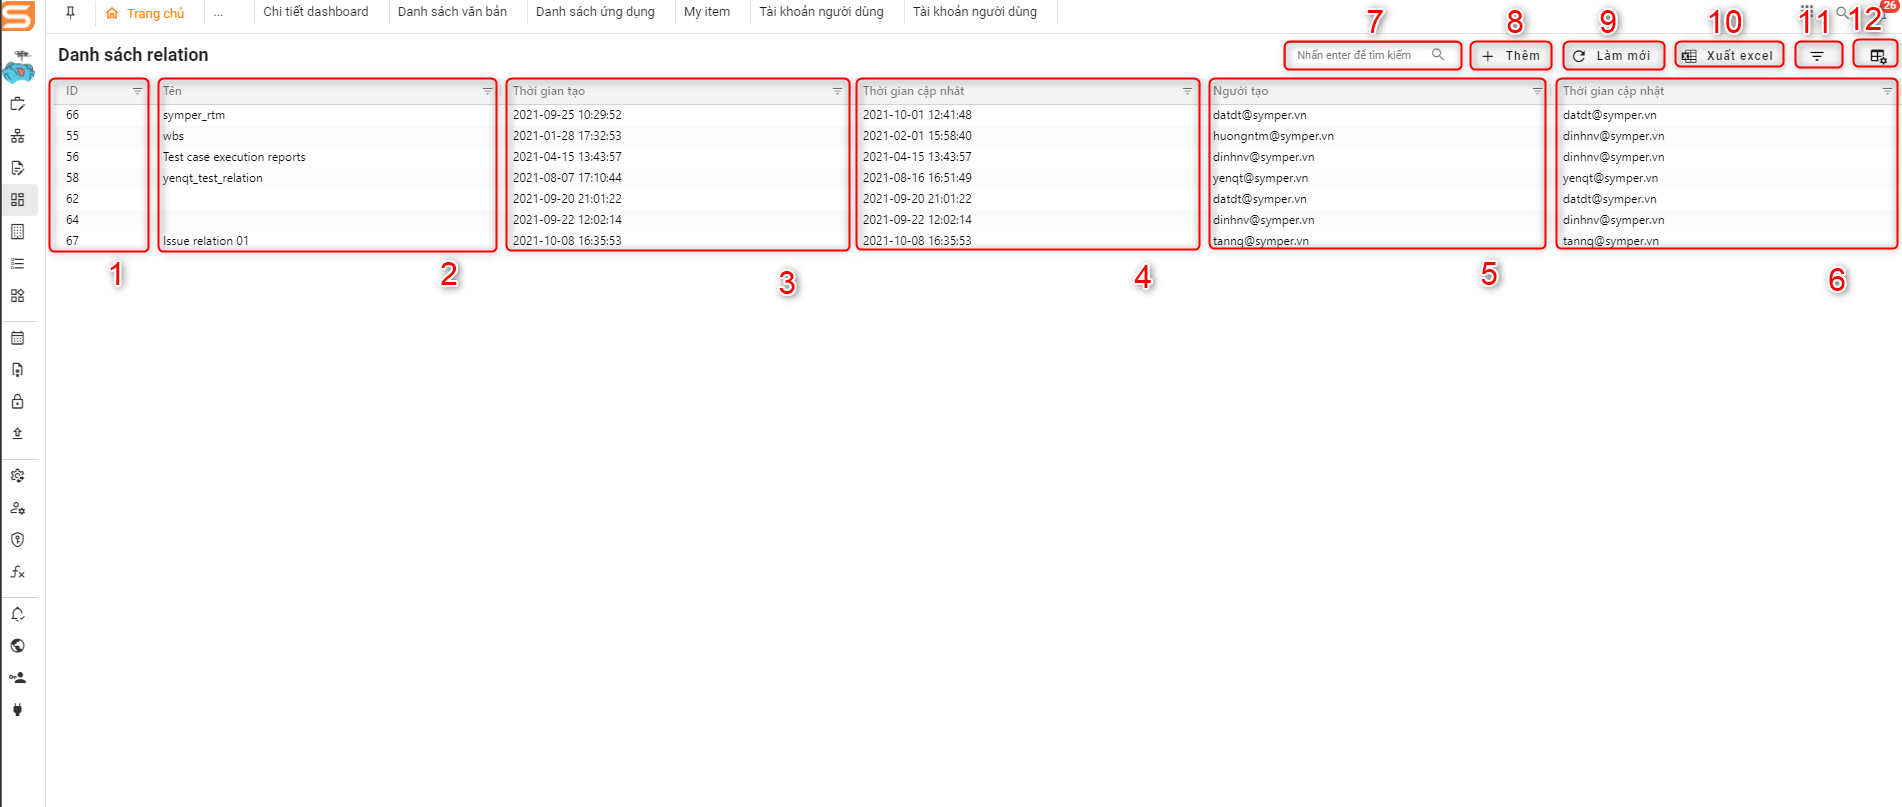 Trang chủ ... Chi tiết dashboard Danh sách văn bản Danh sách ứng dụng My item Tài khoản người dùng Tài khoản người dùng 26
7 8 9 10 11 12
Danh sách relation Nhấn enter để tìm kiếm Thêm Làm mới Xuất excel
ID Tên Thời gian tạo Thời gian cập nhât Người tạo Thời gian cập nhật
66 symper_rtm 2021-09-25 10:29:52 2021-10-01 12:41:48 datdt@symper.vn datdt@symper.vn
55 wbs 2021-01-28 17:32:53 2021-02-01 15:58:40 huongntm@symper.vn dinhnv@symper.vn
56 Test case execution reports 2021-04-15 13:43:57 2021-04-15 13:43:57 dinhnv@symper.vn dinhnv@symper.vn
58 yenqt_test_relation 2021-08-07 17:10:44 2021-08-16 16:51:49 yenqt@symper.vn yenqt@symper.vn
62 2021-09-20 21:01:22 2021-09-20 21:01:22 datdt@symper.vn datdt@symper.vn
64 2021-09-22 12:02:14 2021-09-22 12:02:14 dinhnv@symper.vn dinhnv@symper.vn
67 Issue relation 01 2021-10-08 16:35:53 2021-10-08 16:35:53 tannq@symper.vn tannq@symper.vn
1 2 3 4 5 6